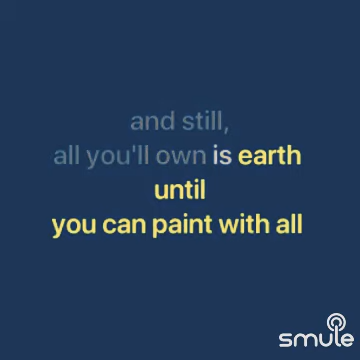 and still,
all you'll own is earth
until
you can paint with all
smule